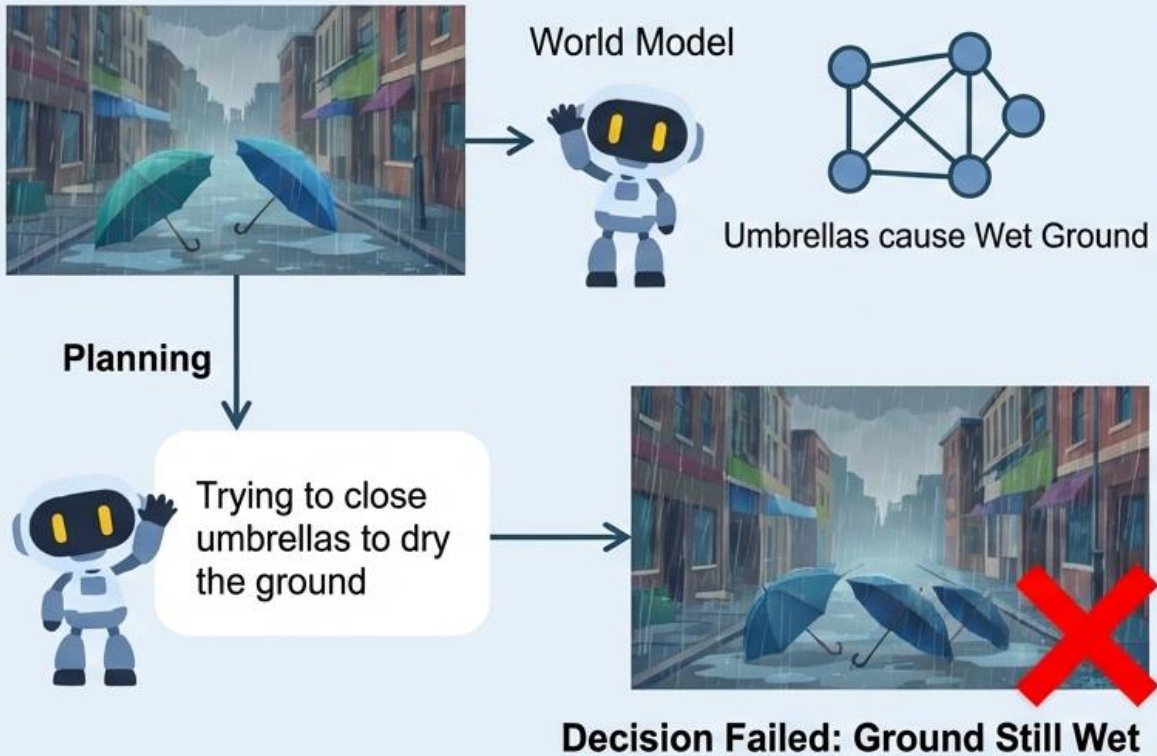 World Model
Umbrellas cause Wet Ground
Planning
Trying to close
umbrellas to dry
the ground
Decision Failed: Ground Still Wet